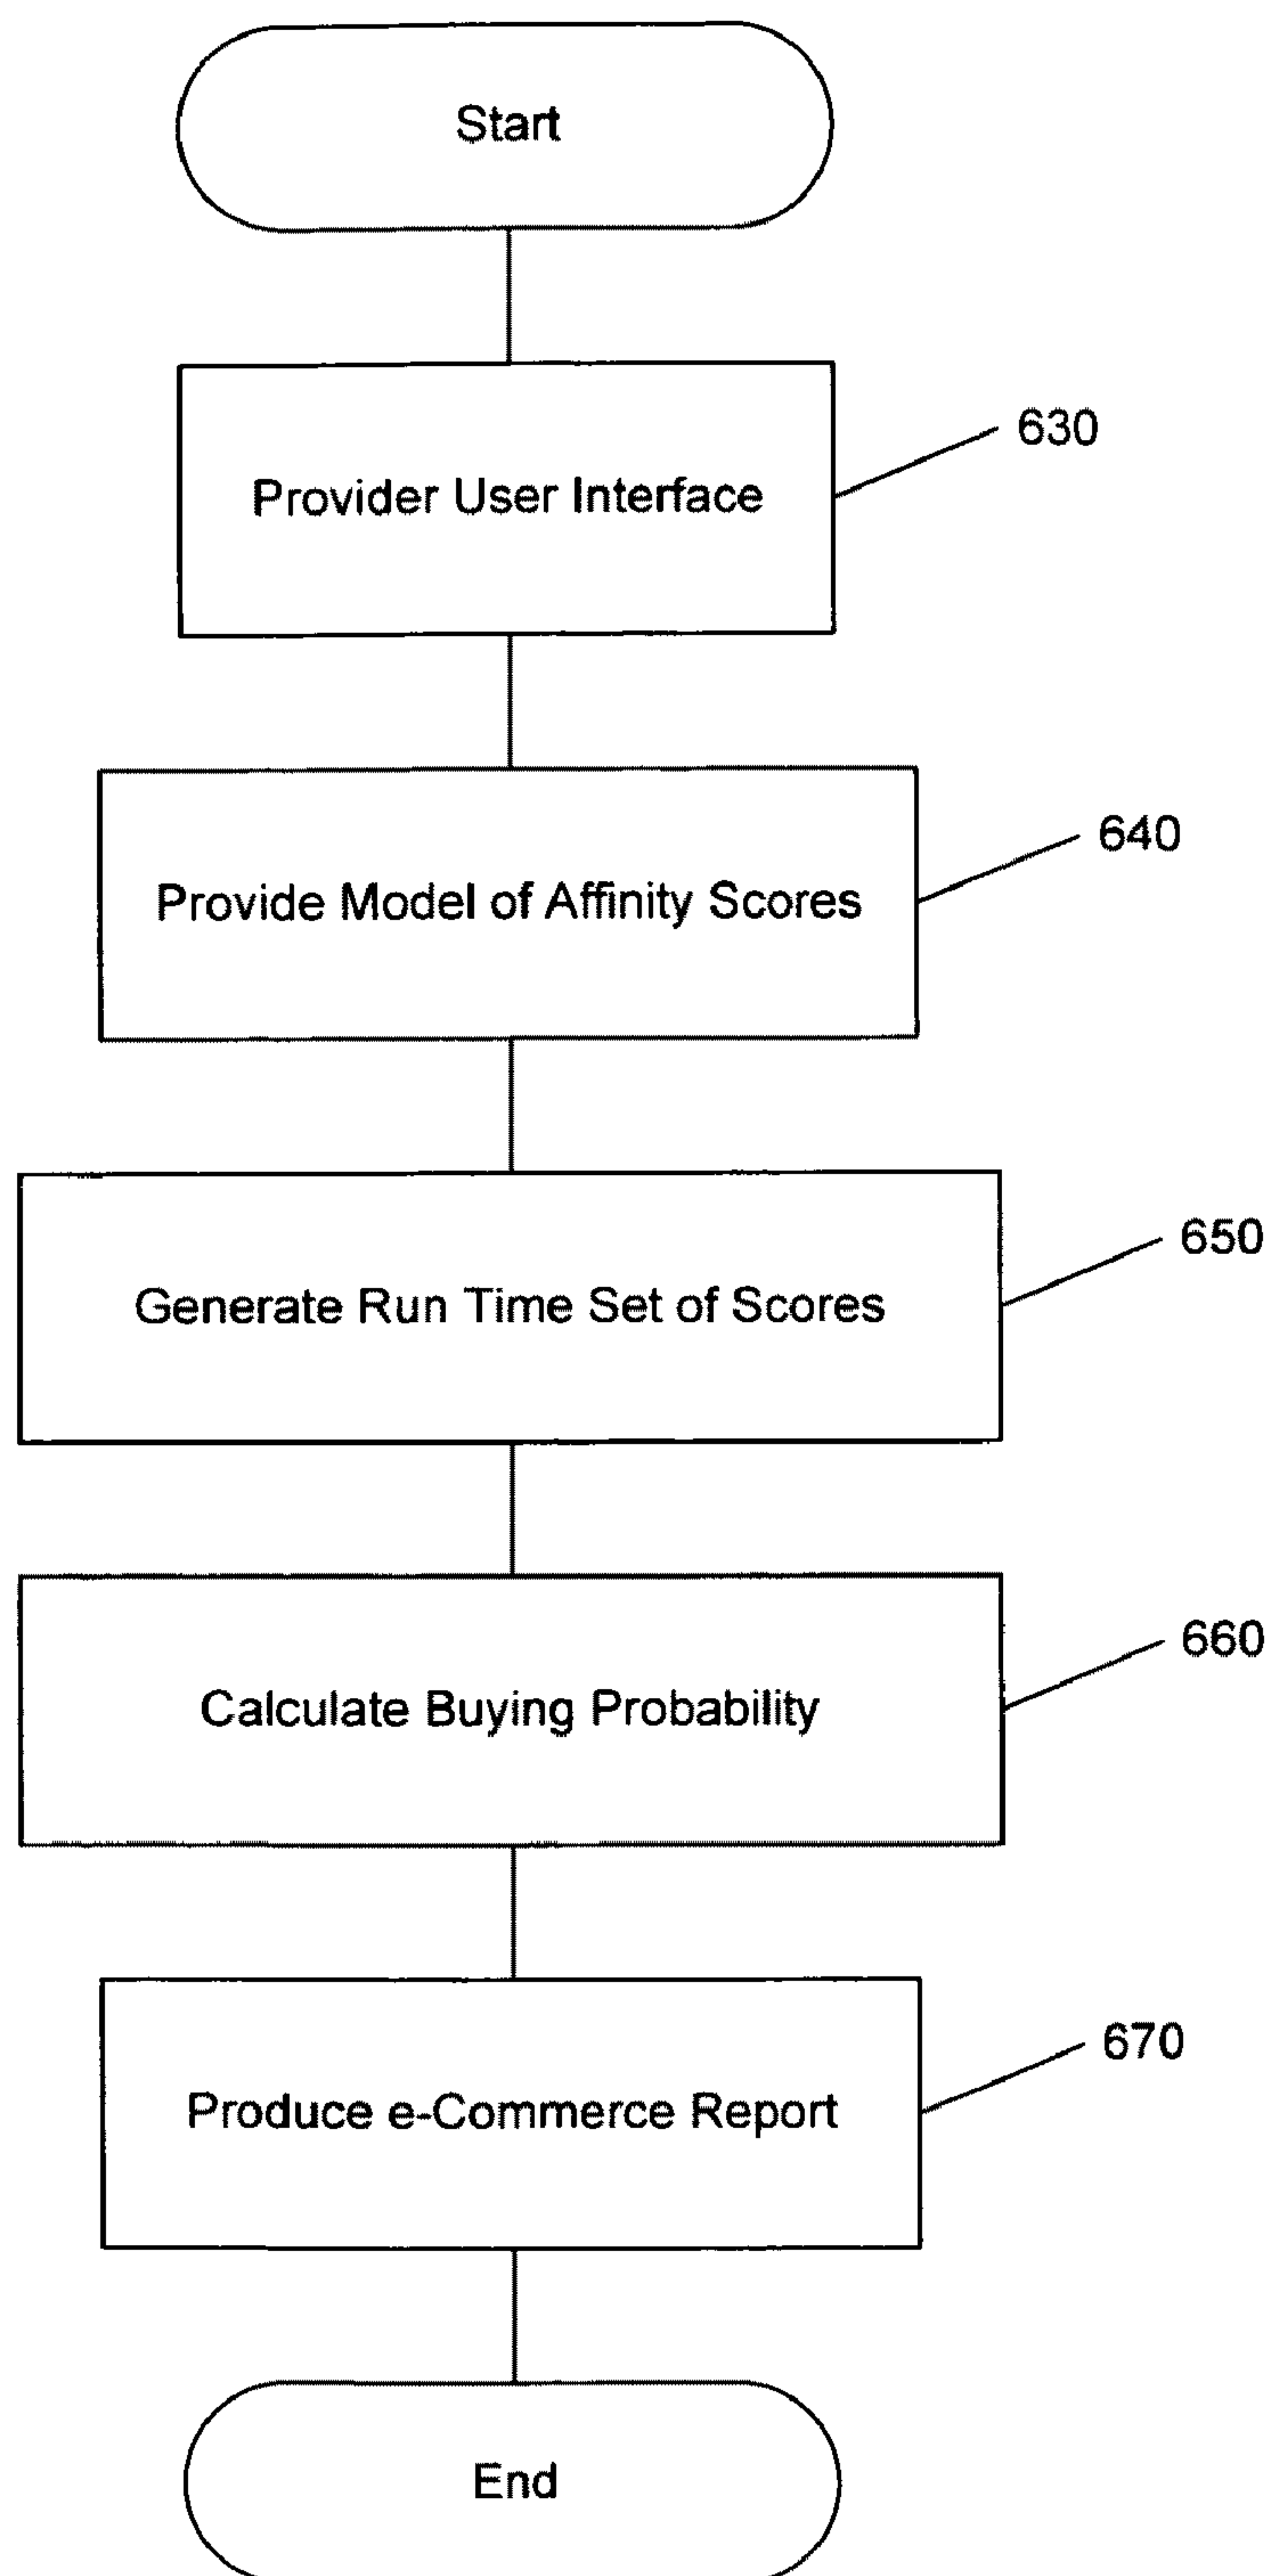 Start
Provider User Interface
630
Provide Model of Affinity Scores
640
Generate Run Time Set of Scores
650
Calculate Buying Probability
660
Produce e-Commerce Report
670
End